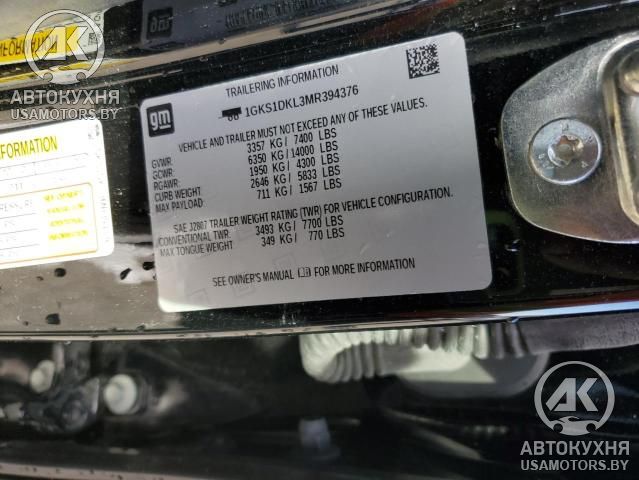 АВТОКУХНЯ
USAMOTORS.BY
FORMATION
gm
TRAILERING INFORMATION
1GKS1DKL3MR394376
VEHICLE AND TRAILER MUST NOT EXCEED ANY OF THESE VALUES.
GVWR: 3357 KG / 7400 LBS
GCWR: 6350 KG / 14000 LBS
RGAWR: 1950 KG / 4300 LBS
CURB WEIGHT: 2646 KG / 5833 LBS
MAX PAYLOAD: 711 KG / 1567 LBS
SAE J2807 TRAILER WEIGHT RATING (TWR) FOR VEHICLE CONFIGURATION.
CONVENTIONAL TWR: 3493 KG / 7700 LBS
MAX TONGUE WEIGHT: 349 KG / 770 LBS
SEE OWNER'S MANUAL FOR MORE INFORMATION
АК
АВТОКУХНЯ
USAMOTORS.BY